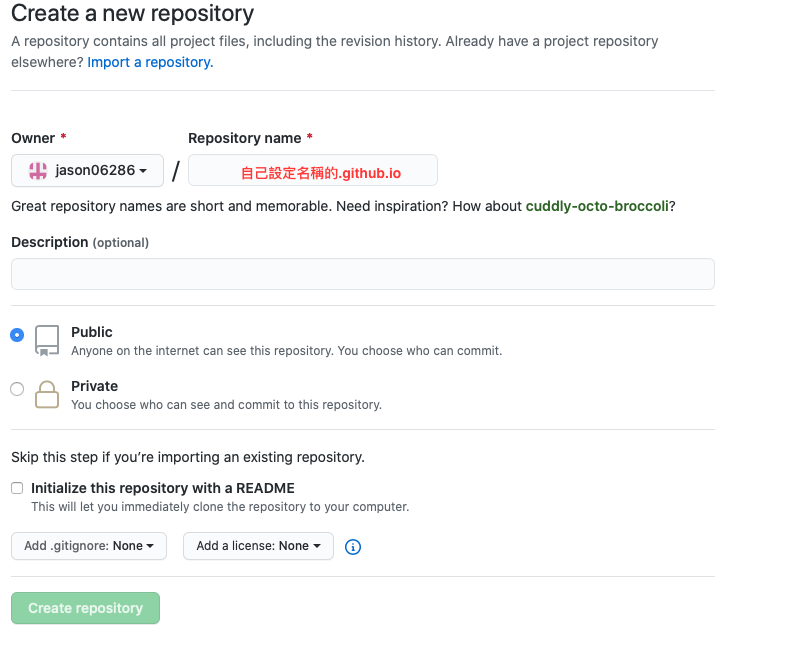 Create a new repository
A repository contains all project files, including the revision history. Already have a project repository
elsewhere? Import a repository.
Owner *
Repository name *
jason06286
/
自己設定名稱的.github.io
Great repository names are short and memorable. Need inspiration? How about cuddly-octo-broccoli?
Description (optional)
Public
Anyone on the internet can see this repository. You choose who can commit.
Private
You choose who can see and commit to this repository.
Skip this step if you’re importing an existing repository.
Initialize this repository with a README
This will let you immediately clone the repository to your computer.
Add .gitignore: None
Add a license: None
Create repository